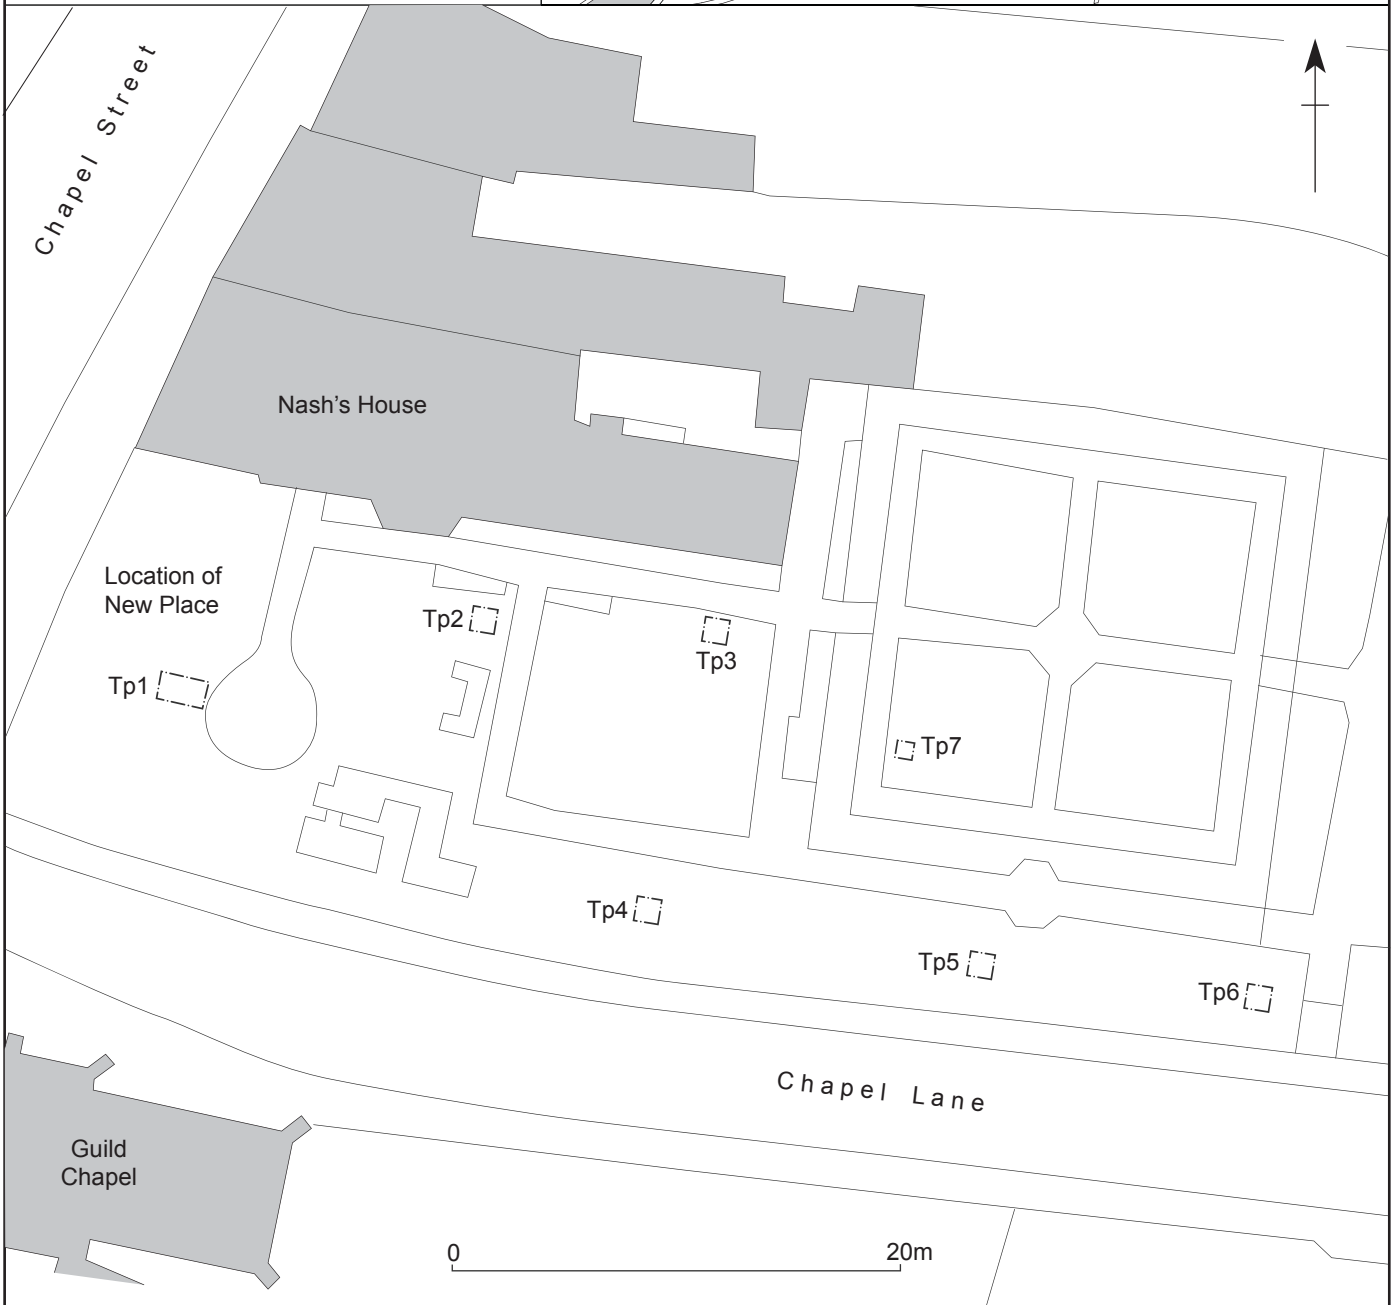 Chapel Street
Nash's House
Location of
New Place
Tp1
Tp2
Tp3
Tp7
Tp4
Tp5
Tp6
Chapel Lane
Guild
Chapel
0
20m